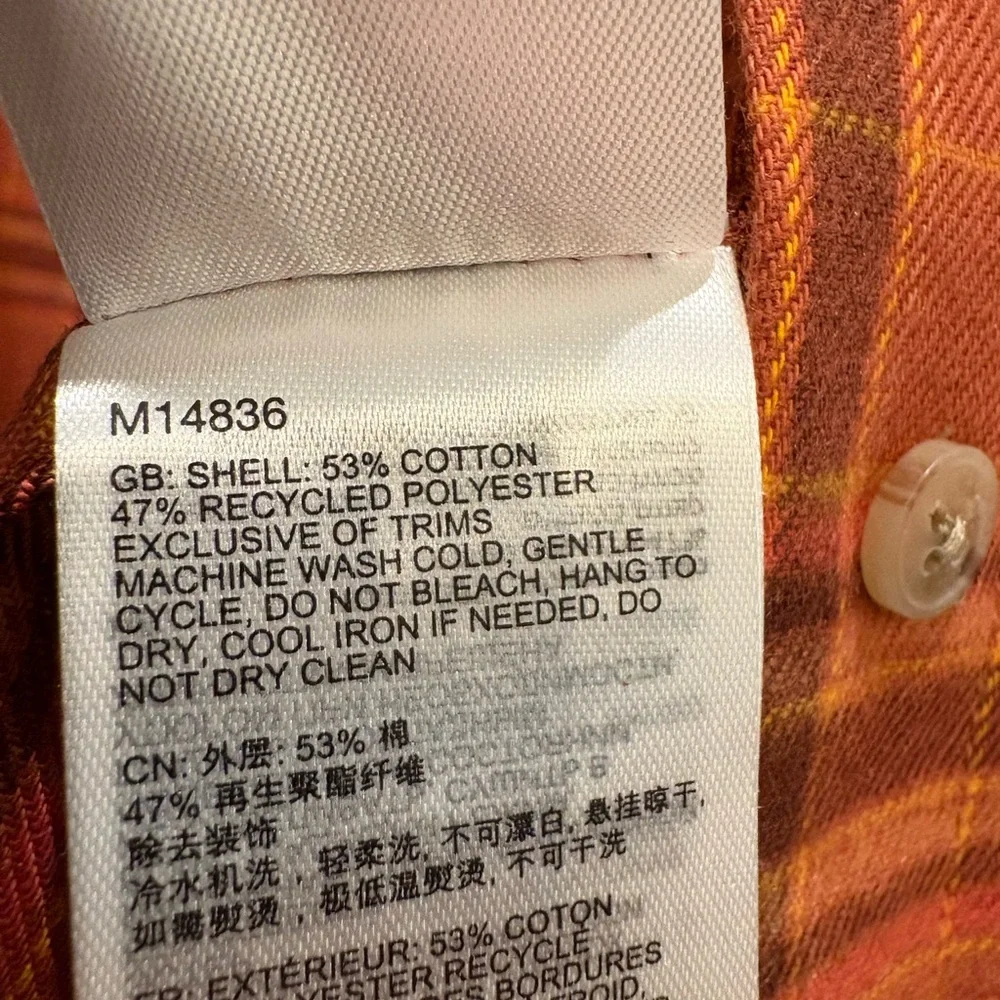 M14836
GB: SHELL: 53% COTTON
47% RECYCLED POLYESTER
EXCLUSIVE OF TRIMS
MACHINE WASH COLD, GENTLE
CYCLE, DO NOT BLEACH, HANG TO
DRY, COOL IRON IF NEEDED, DO
NOT DRY CLEAN
CN: 外层: 53% 棉
47% 再生聚酯纤维
除去装饰
冷水机洗，轻柔洗, 不可漂白, 悬挂晾干,
如需熨烫，极低温熨烫, 不可干洗
EXTÉRIEUR: 53% COTON
RECYCLÉ
BORDURES